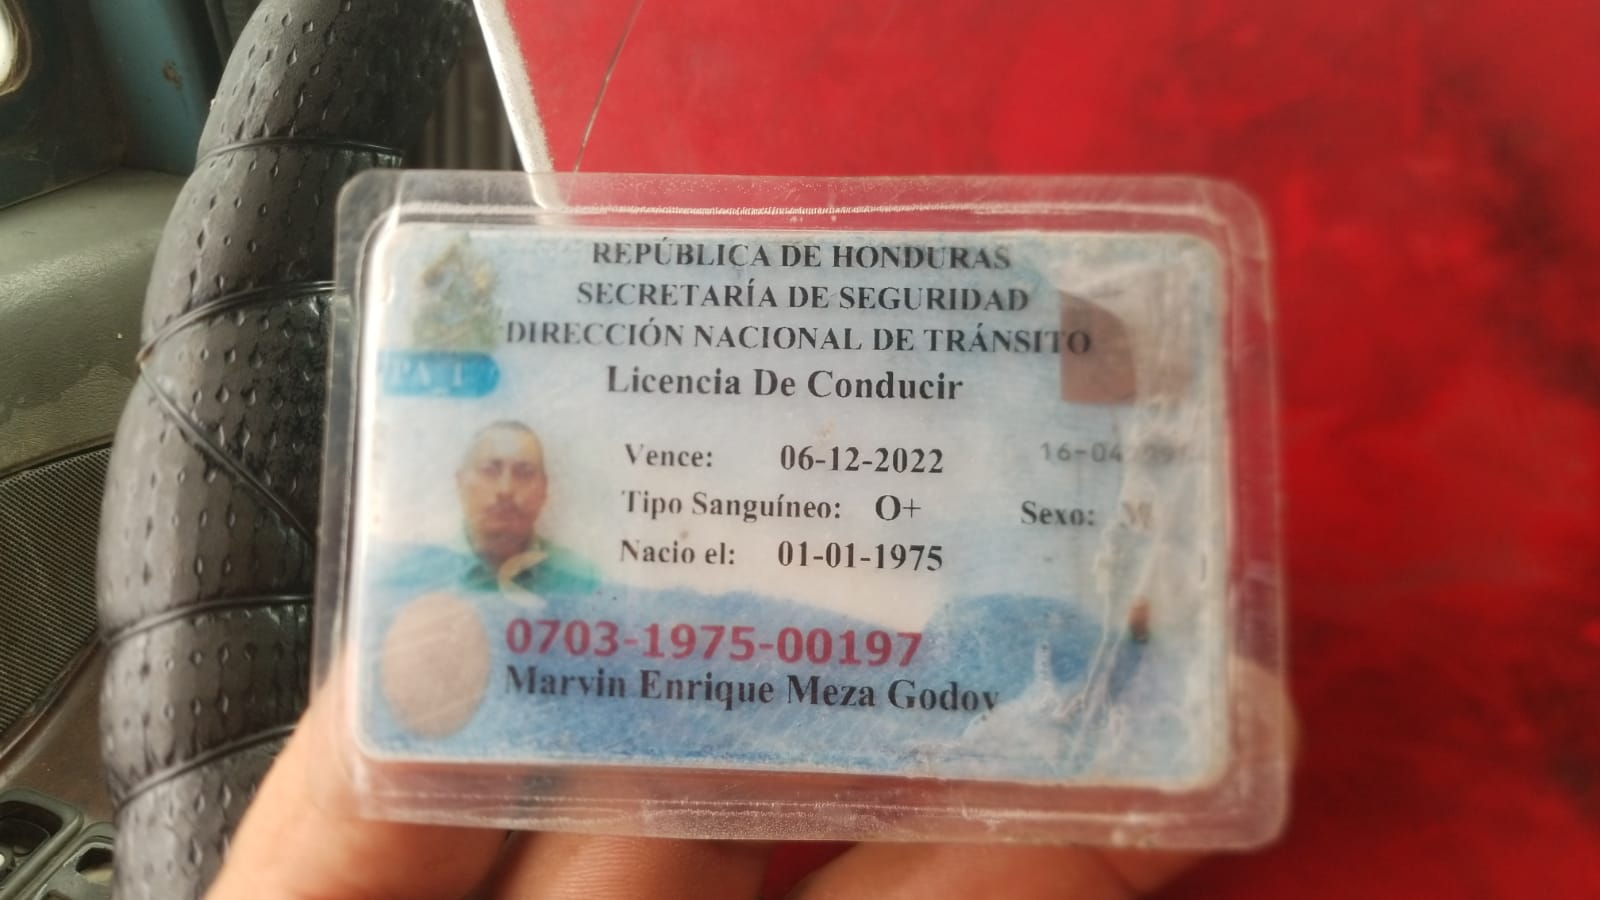 REPÚBLICA DE HONDURAS
SECRETARÍA DE SEGURIDAD
DIRECCIÓN NACIONAL DE TRÁNSITO
Licencia De Conducir
Vence: 06-12-2022
Tipo Sanguíneo: O+ Sexo: M
Nacio el: 01-01-1975
0703-1975-00197
Marvin Enrique Meza Godoy